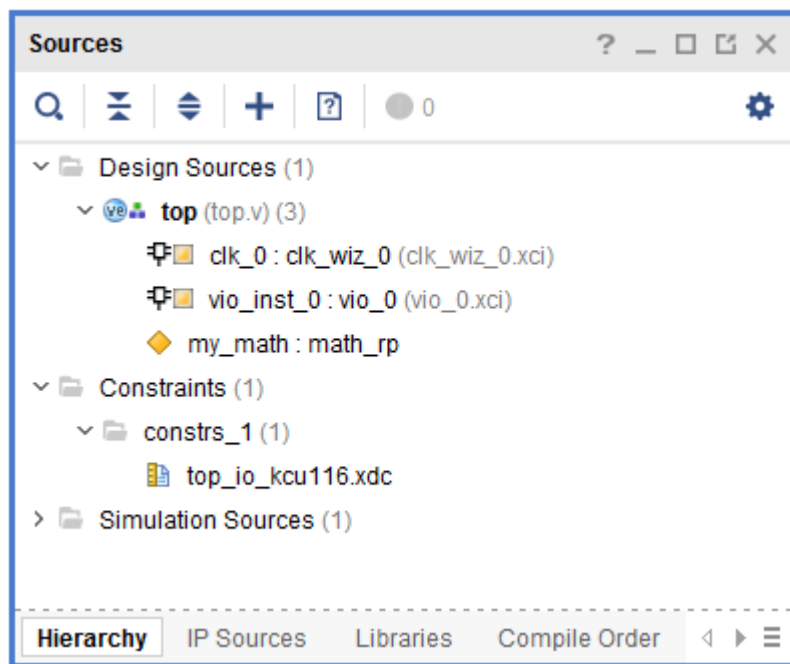 Sources
0
Design Sources (1)
top (top.v) (3)
clk_0 : clk_wiz_0 (clk_wiz_0.xci)
vio_inst_0 : vio_0 (vio_0.xci)
my_math : math_rp
Constraints (1)
constrs_1 (1)
top_io_kcu116.xdc
Simulation Sources (1)
Hierarchy IP Sources Libraries Compile Order